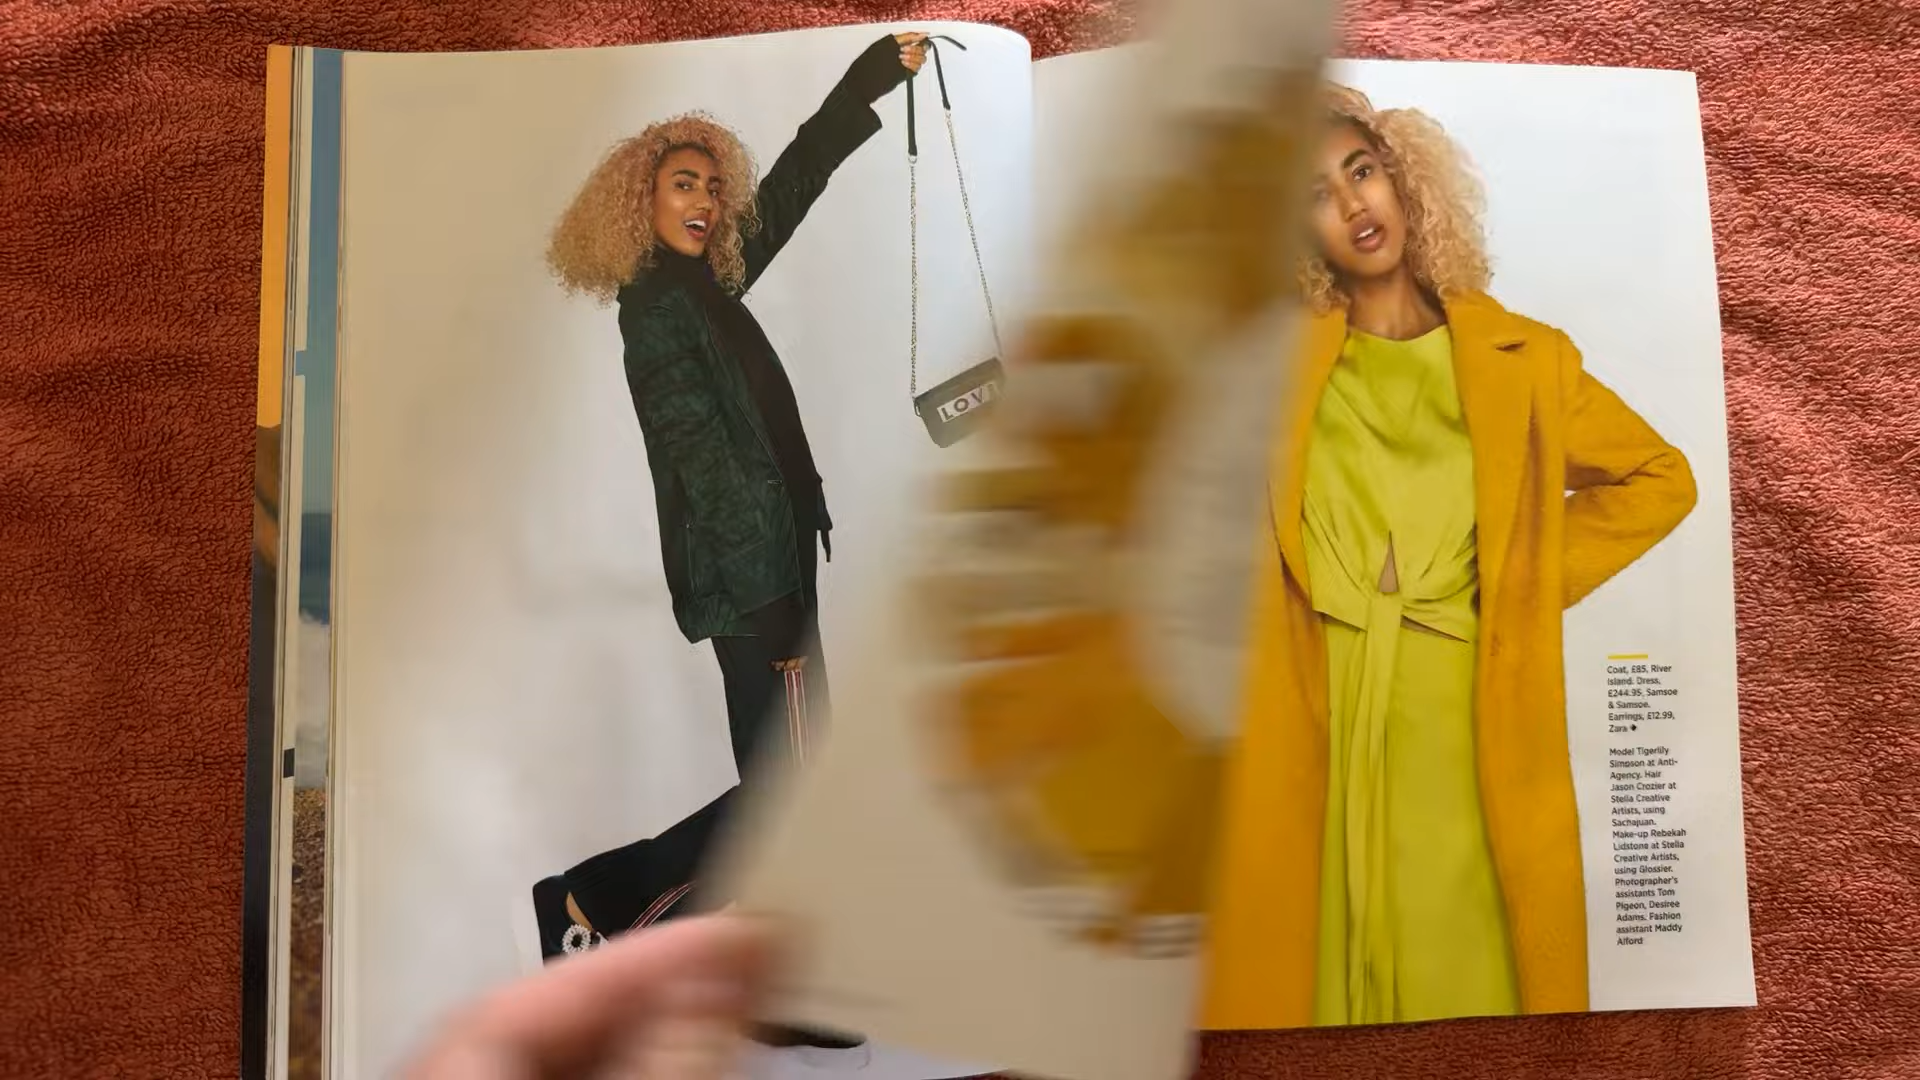 LOVE
Coat, £85, River
Island. Dress,
£244.95, Samsoe
& Samsoe.
Earrings, £12.99,
Zara
Model Tigerlily
Simpson at Anti-
Agency. Hair
Jason Crozier at
Stella Creative
Artists, using
Sachajuan.
Make-up Rebekah
Lidstone at Stella
Creative Artists,
using Glossier.
Photographer's
assistants Tom
Pigeon, Desiree
Adams. Fashion
assistant Maddy
Alford